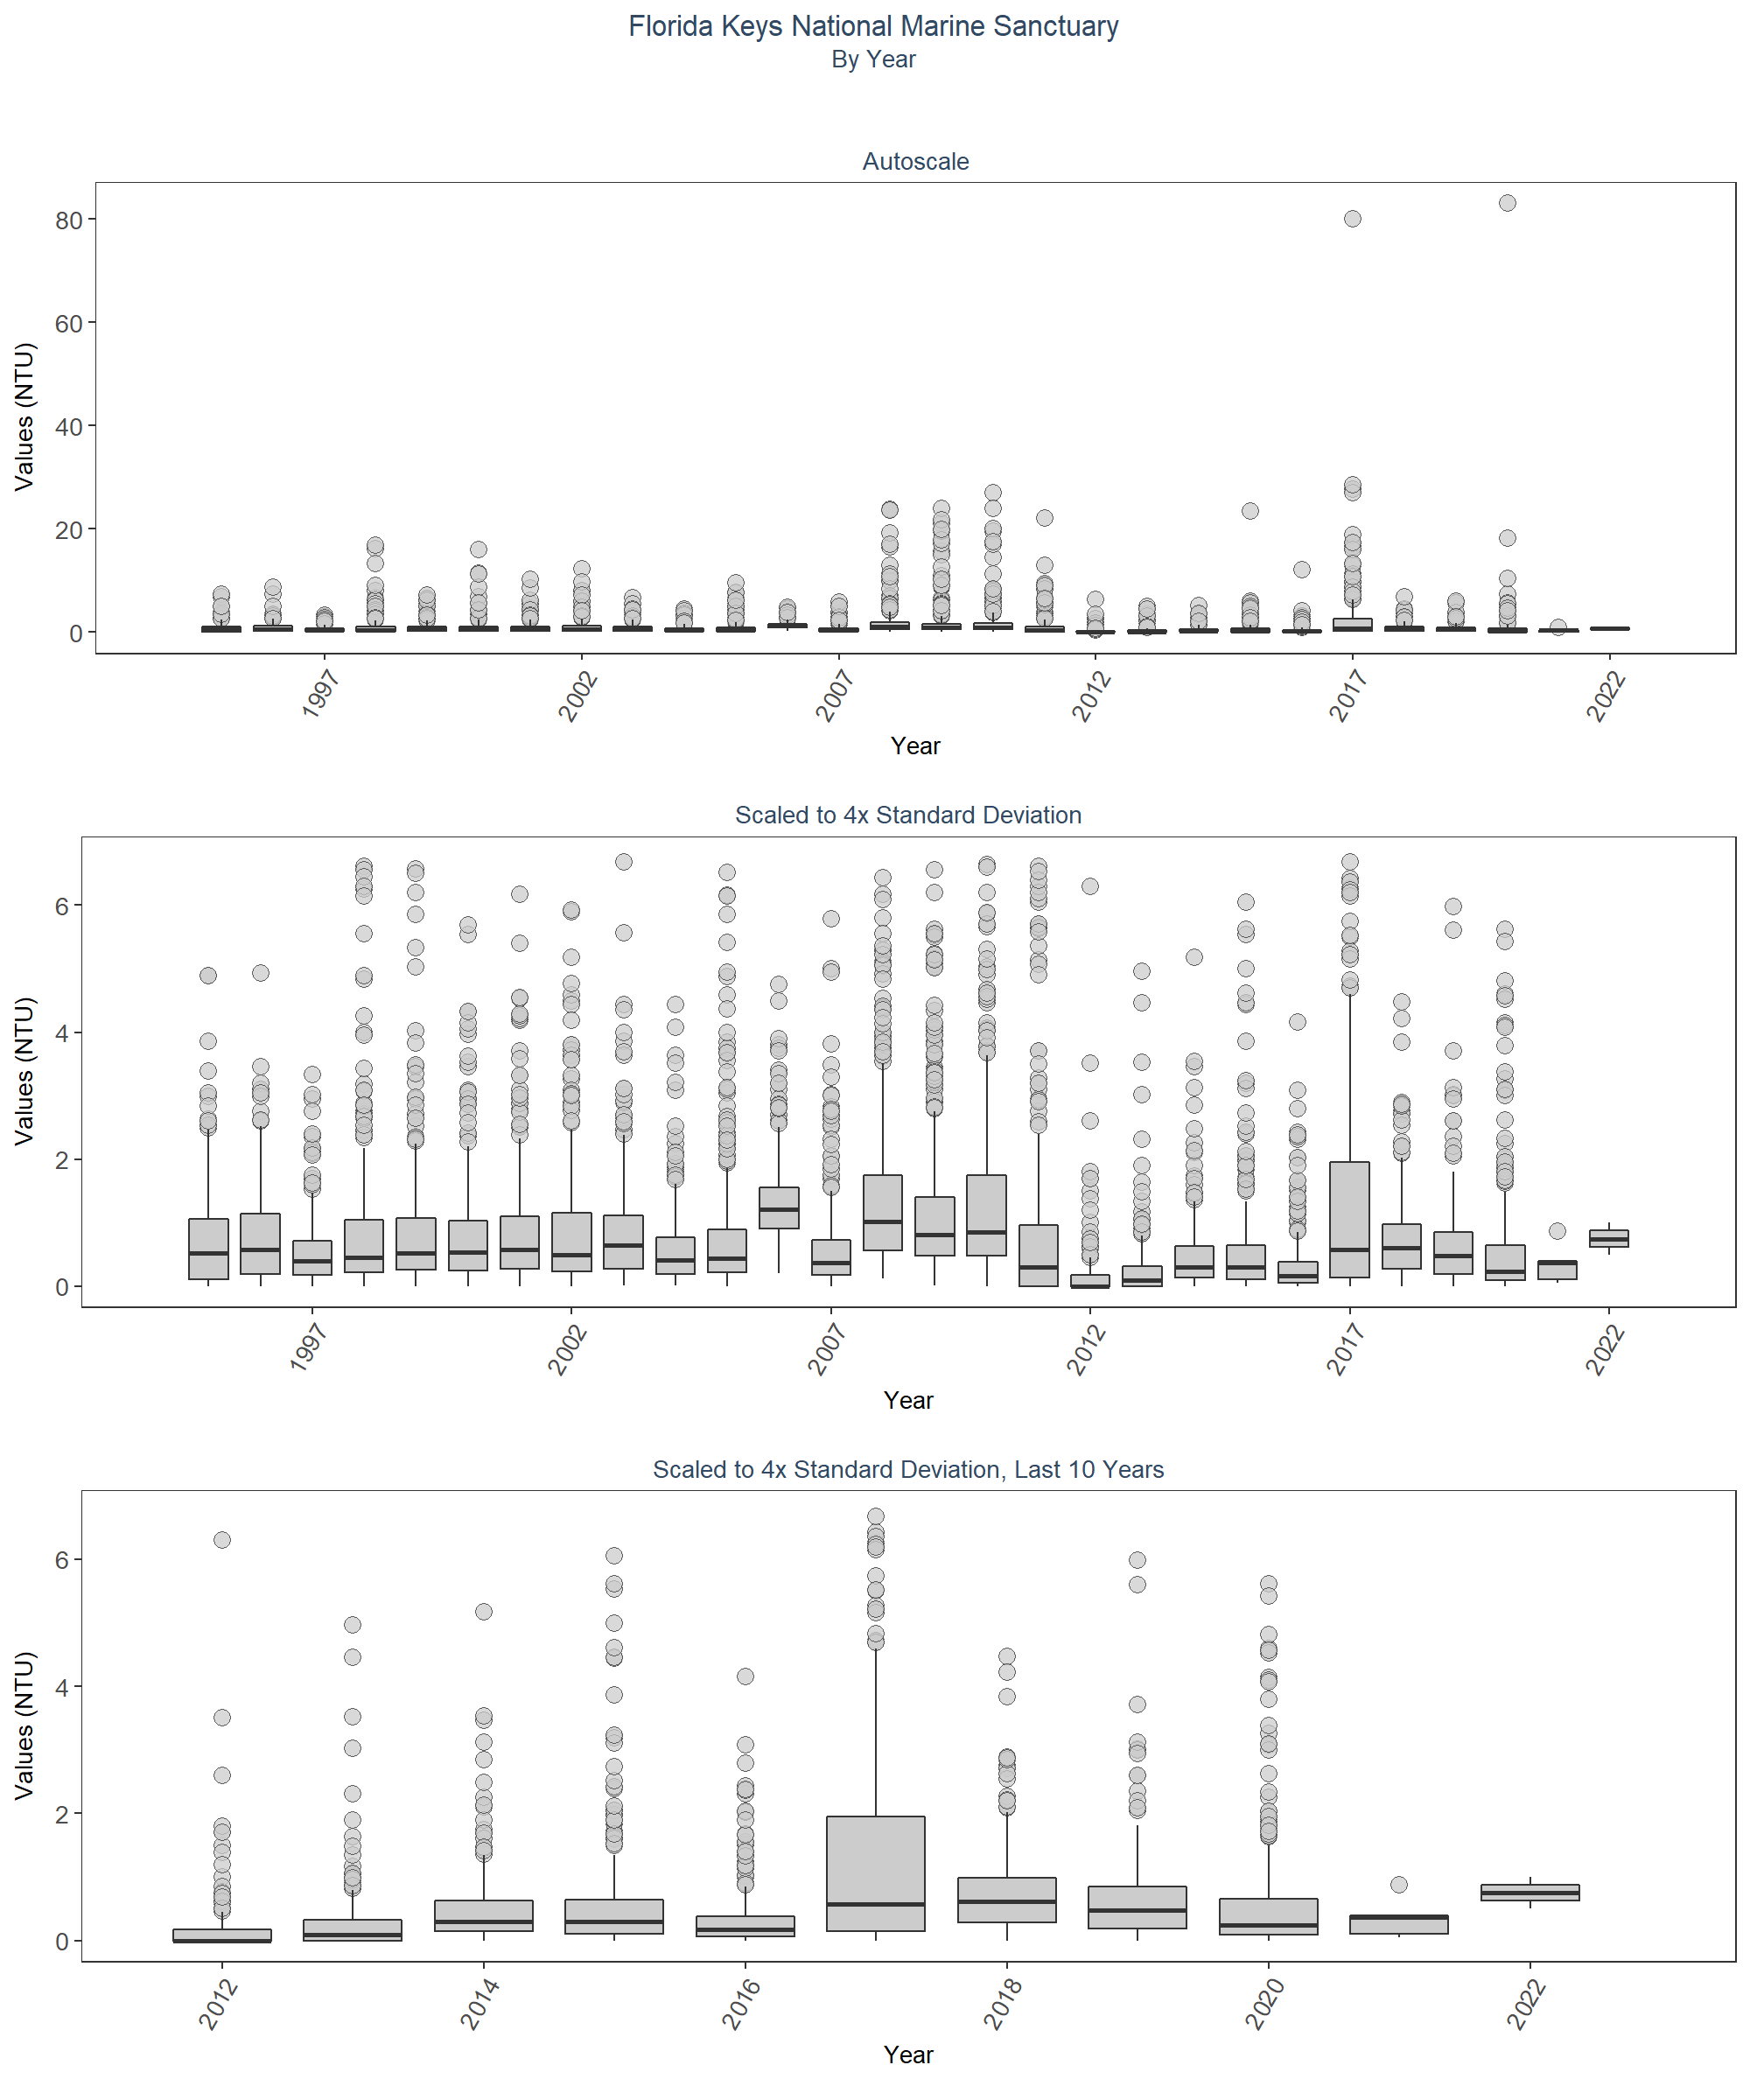 Florida Keys National Marine Sanctuary
By Year
Autoscale
Values (NTU)
80
60
40
20
0
1997 2002 2007 2012 2017 2022
Year
Scaled to 4x Standard Deviation
Values (NTU)
6
4
2
0
1997 2002 2007 2012 2017 2022
Year
Scaled to 4x Standard Deviation, Last 10 Years
Values (NTU)
6
4
2
0
2012 2014 2016 2018 2020 2022
Year